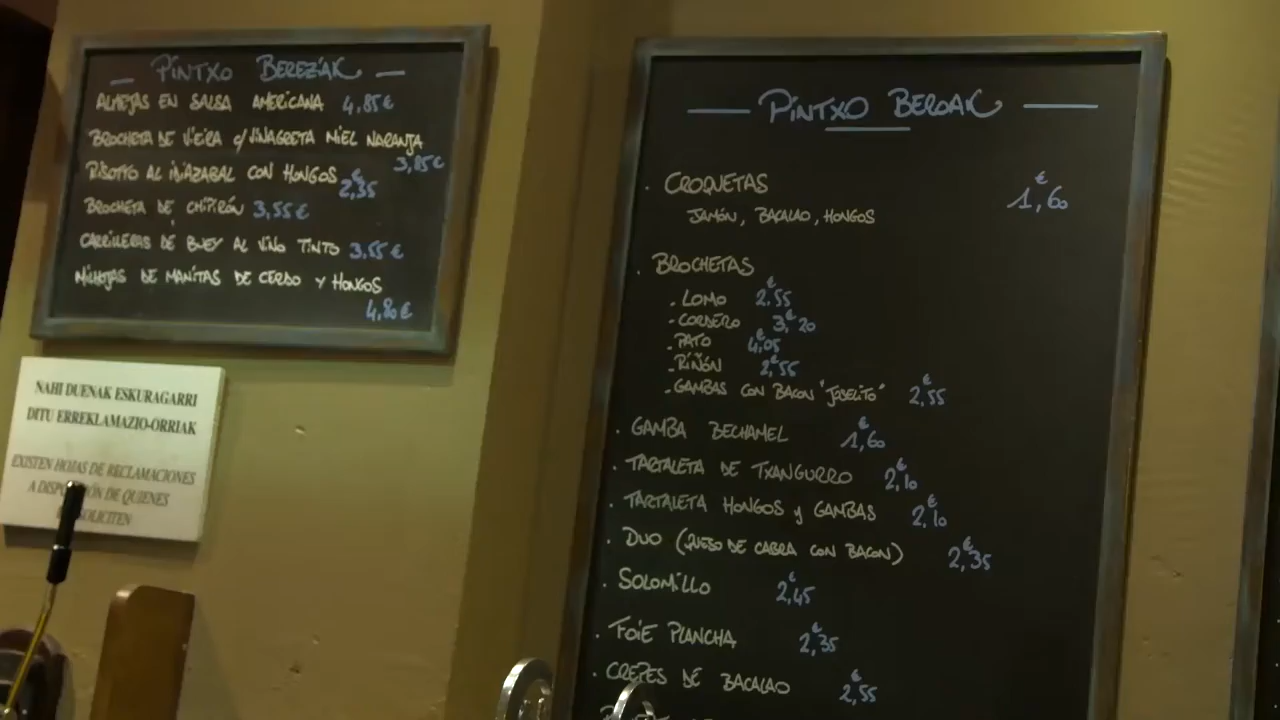 PINTXO BEREZIAK
ALMEJAS EN SALSA AMERICANA 4,85€
BROCHETA DE VIEIRA C/VINAGRETA MIEL NARANJA
3,85€
RISOTTO AL IDIAZABAL CON HONGOS 2,35€
BROCHETA DE CHIPIRÓN 3,55€
CARRILLERAS DE BUEY AL VINO TINTO 3,55€
MILHOJAS DE MANITAS DE CERDO Y HONGOS
4,80€
NAHI DUENAK ESKURAGARRI
DITU ERREKLAMAZIO-ORRIAK
EXISTEN HOJAS DE RECLAMACIONES
A DE QUIENES
SOLICITEN
PINTXO BEROAK
. CROQUETAS 1,60€
JAMÓN, BACALAO, HONGOS
. BROCHETAS
- LOMO 2.55€
- CORDERO 3,20€
- PATO 4,05€
- RIÑÓN 2,55€
- GAMBAS CON BACON "JOSELITO" 2,55€
. GAMBA BECHAMEL 1,60€
. TARTALETA DE TXANGURRO 2,10€
. TARTALETA HONGOS y GAMBAS 2,10€
. DUO (QUESO DE CABRA CON BACON) 2,35€
. SOLOMILLO 2,45€
. FOIE PLANCHA 2,35€
. CREPES DE BACALAO 2,55€